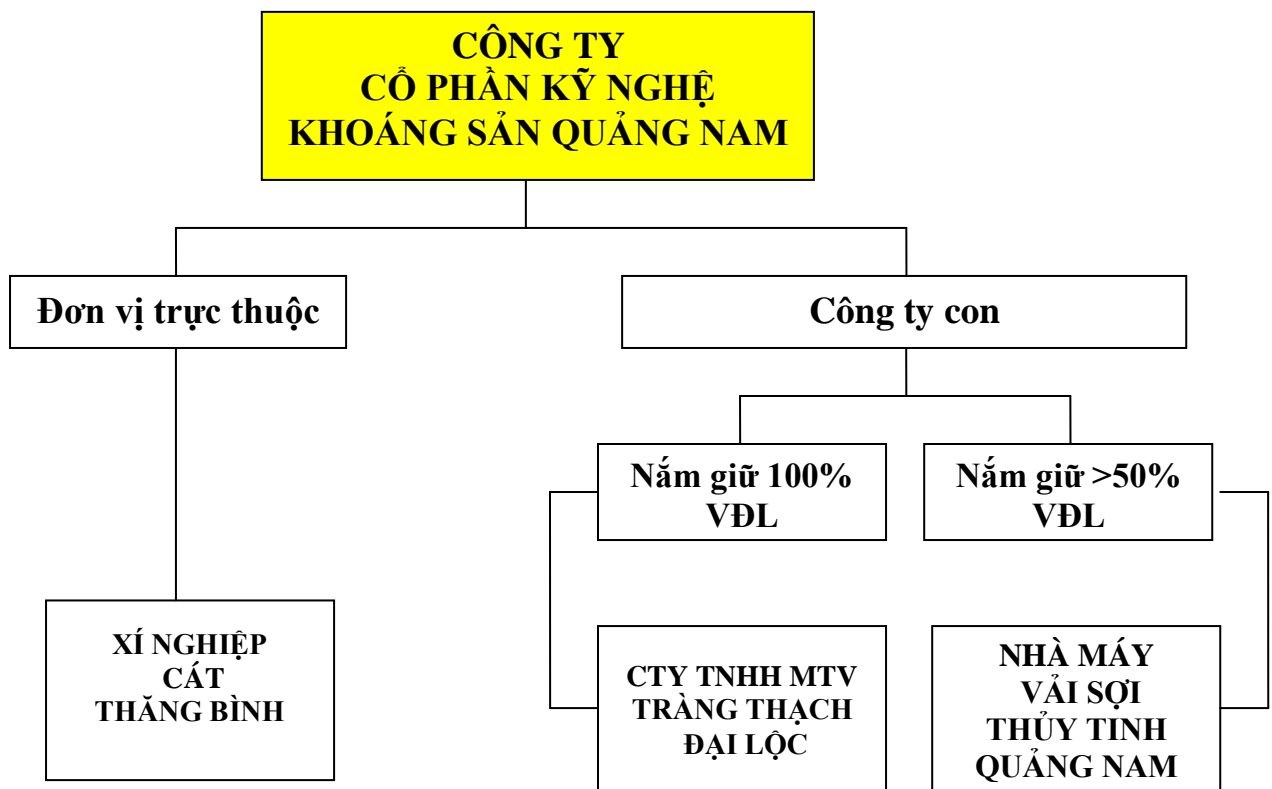 CÔNG TY
CỔ PHẦN KỸ NGHỆ
KHOÁNG SẢN QUẢNG NAM
Đơn vị trực thuộc
Công ty con
Nắm giữ 100%
VĐL
Nắm giữ >50%
VĐL
XÍ NGHIỆP
CÁT
THĂNG BÌNH
CTY TNHH MTV
TRÀNG THẠCH
ĐẠI LỘC
NHÀ MÁY
VẢI SỢI
THỦY TINH
QUẢNG NAM